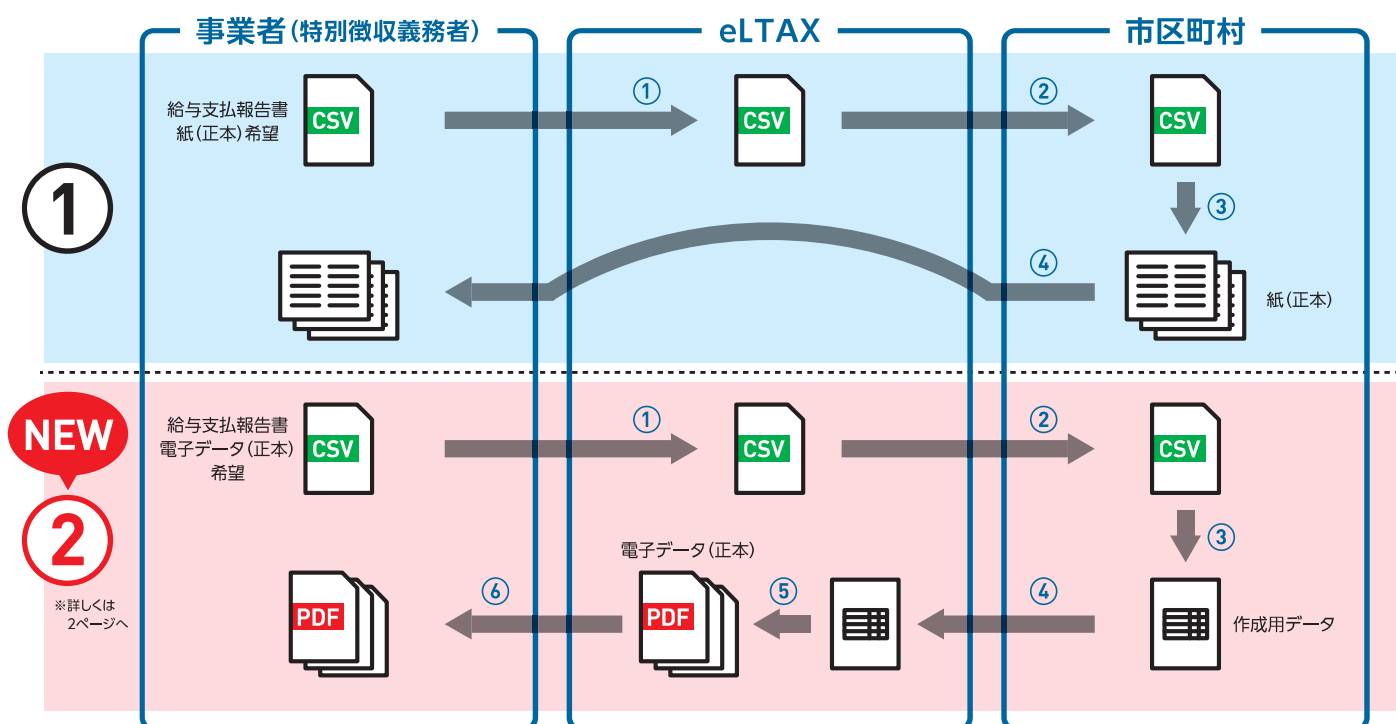 事業者(特別徴収義務者)
eLTAX
市区町村
1
給与支払報告書
紙(正本)希望
CSV
①
CSV
②
CSV
③
④
紙(正本)
NEW
2
※詳しくは
2ページへ
給与支払報告書
電子データ(正本)
希望
CSV
①
CSV
②
CSV
③
電子データ(正本)
PDF
⑥
PDF
⑤
④
作成用データ